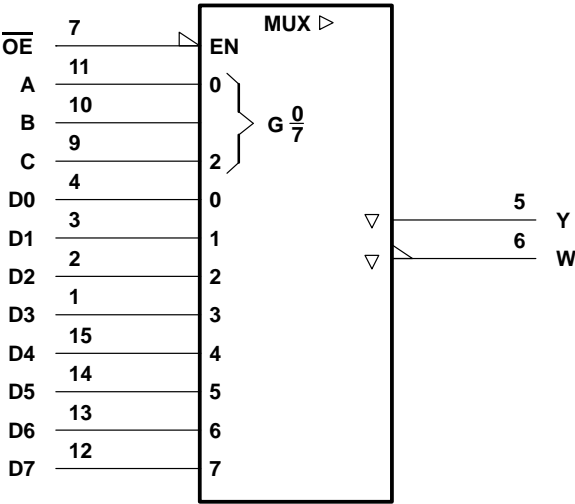 MUX ▷
OE 7 EN
A 11 0
B 10
G 0/7
C 9 2
D0 4 0
D1 3 1
D2 2 2
D3 1 3
D4 15 4
D5 14 5
D6 13 6
D7 12 7
▽ 5 Y
▽ 6 W